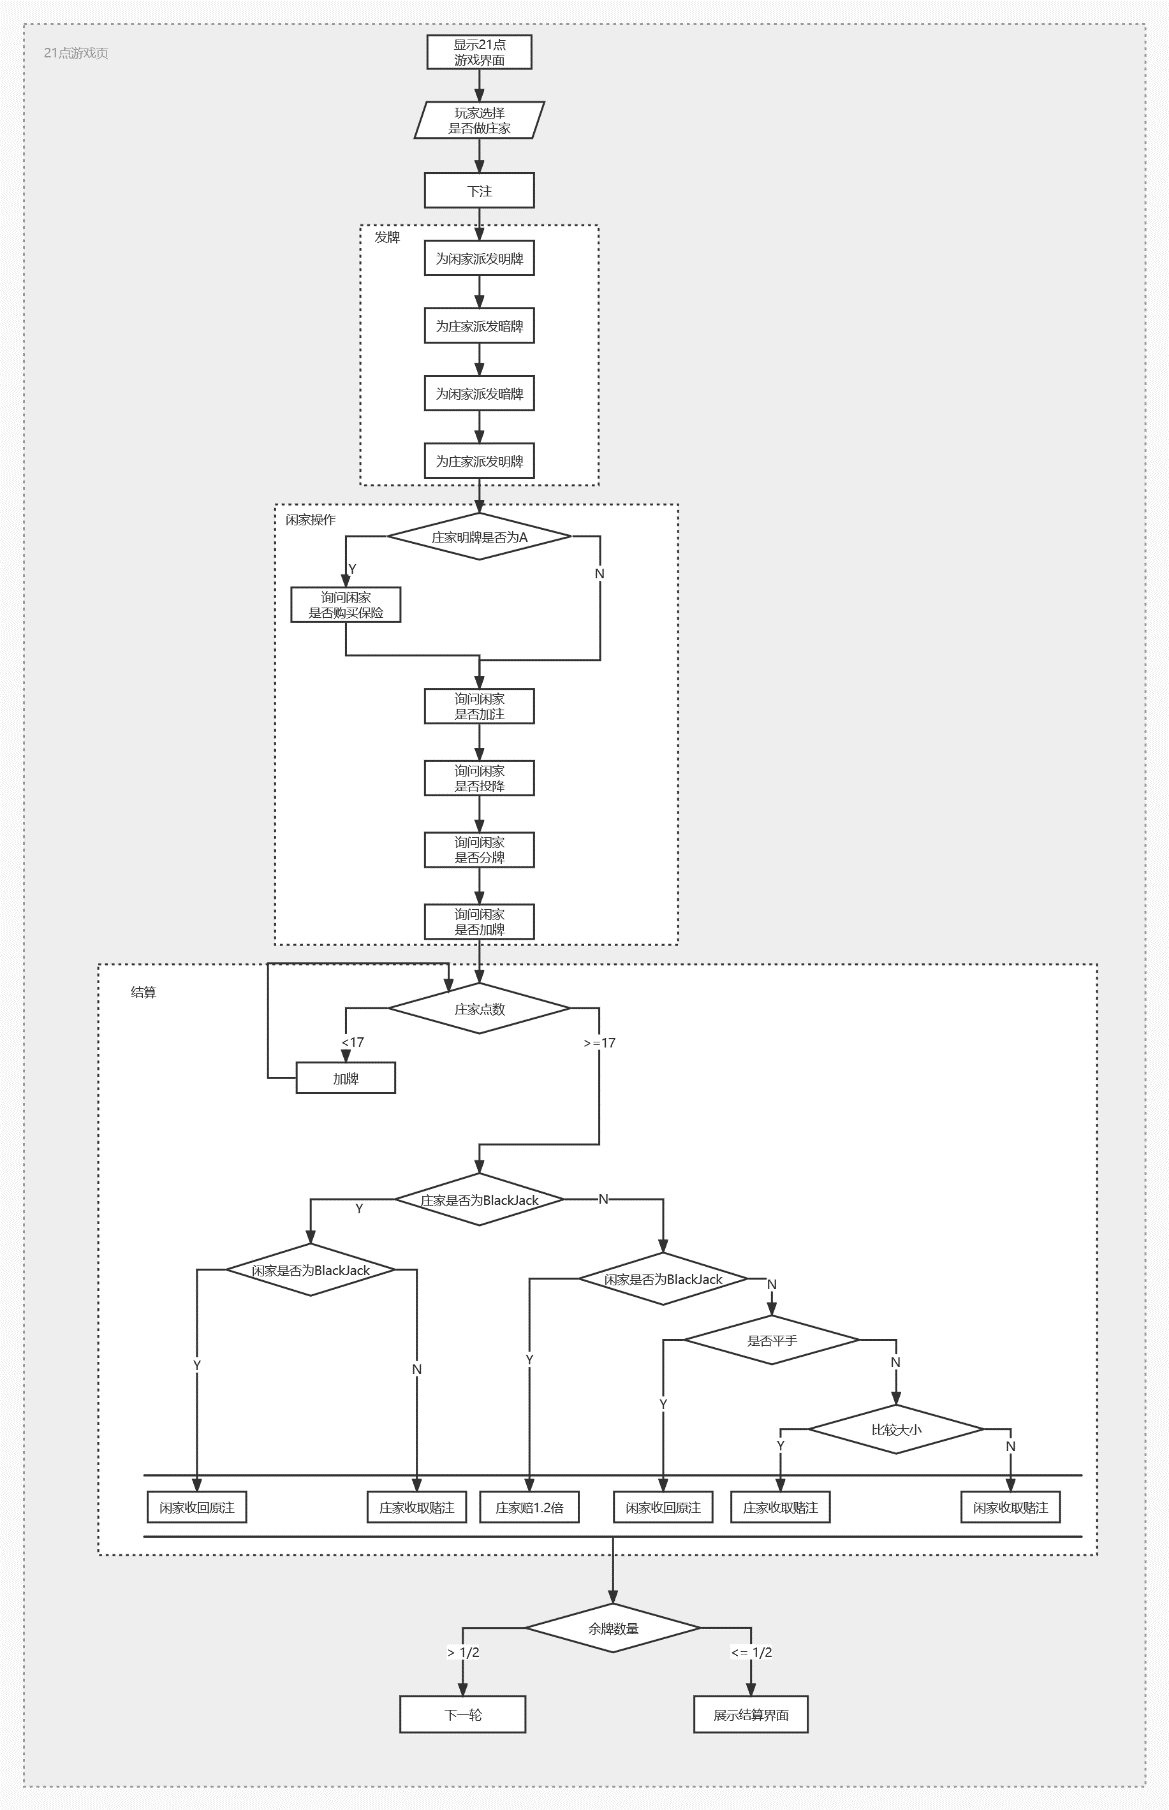 21点游戏页
显示21点
游戏界面
玩家选择
是否做庄家
下注
发牌
为闲家派发明牌
为庄家派发暗牌
为闲家派发暗牌
为庄家派发明牌
闲家操作
庄家明牌是否为A
Y
N
询问闲家
是否购买保险
询问闲家
是否加注
询问闲家
是否投降
询问闲家
是否分牌
询问闲家
是否加牌
结算
庄家点数
<17
>=17
加牌
庄家是否为BlackJack
Y
N
闲家是否为BlackJack
闲家是否为BlackJack
N
是否平手
Y
N
Y
N
Y
比较大小
Y
N
闲家收回原注
庄家收取赌注
庄家赔1.2倍
闲家收回原注
庄家收取赌注
闲家收取赌注
余牌数量
> 1/2
<= 1/2
下一轮
展示结算界面